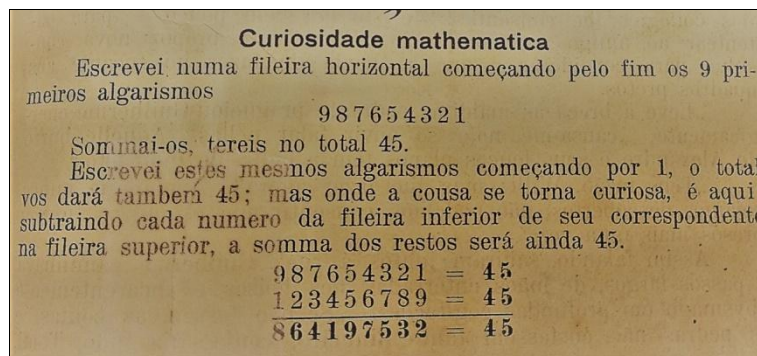 Curiosidade mathematica
Escrevei numa fileira horizontal começando pelo fim os 9 pri-
meiros algarismos
987654321
Sommai-os, tereis no total 45.
Escrevei estes mesmos algarismos começando por 1, o total
vos dará tambem 45; mas onde a cousa se torna curiosa, é aqui
subtraindo cada numero da fileira inferior de seu correspondente
na fileira superior, a somma dos restos será ainda 45.
987654321 = 45
123456789 = 45
864197532 = 45